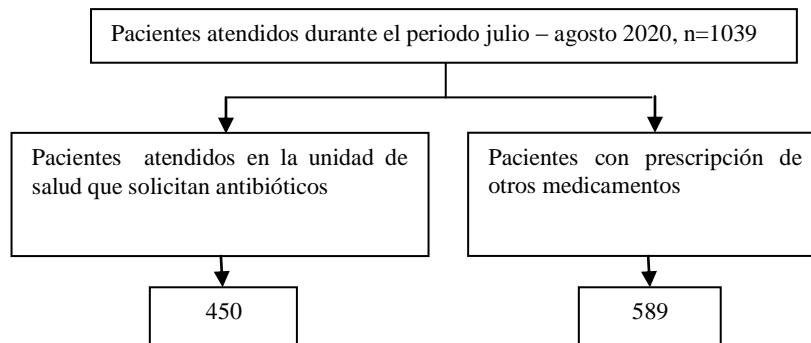 Pacientes atendidos durante el periodo julio – agosto 2020, n=1039
Pacientes atendidos en la unidad de
salud que solicitan antibióticos
Pacientes con prescripción de
otros medicamentos
450
589